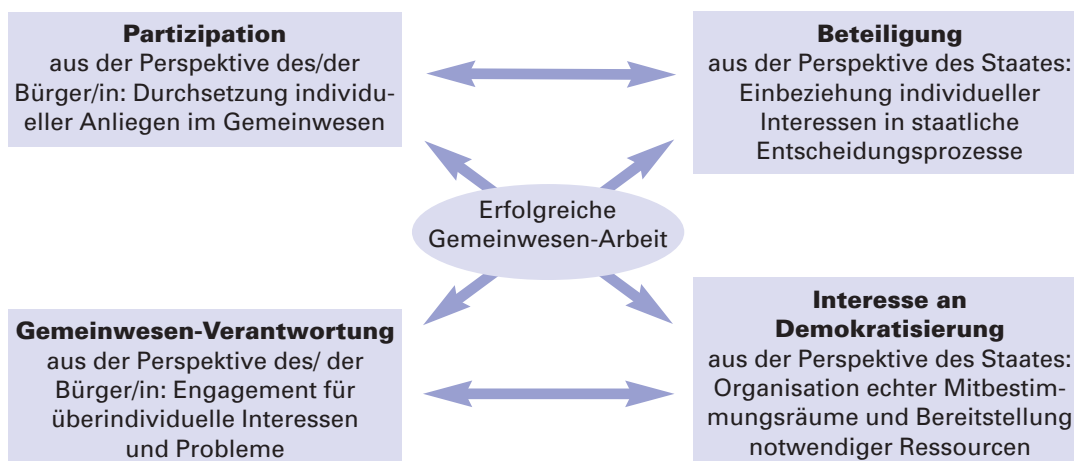 Partizipation
aus der Perspektive des/der
Bürger/in: Durchsetzung individu-
eller Anliegen im Gemeinwesen
Beteiligung
aus der Perspektive des Staates:
Einbeziehung individueller
Interessen in staatliche
Entscheidungsprozesse
Erfolgreiche
Gemeinwesen-Arbeit
Gemeinwesen-Verantwortung
aus der Perspektive des/ der
Bürger/in: Engagement für
überindividuelle Interessen
und Probleme
Interesse an
Demokratisierung
aus der Perspektive des Staates:
Organisation echter Mitbestim-
mungsräume und Bereitstellung
notwendiger Ressourcen